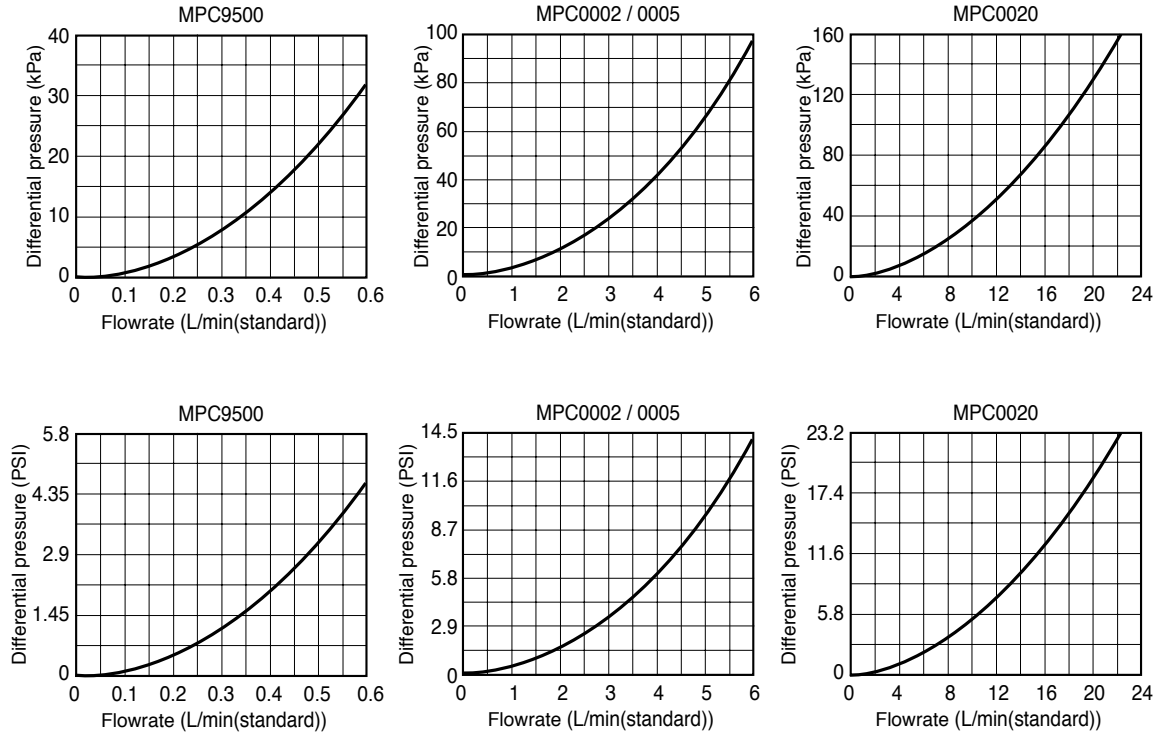 MPC9500
Differential pressure (kPa)
40
30
20
10
0
0 0.1 0.2 0.3 0.4 0.5 0.6
Flowrate (L/min(standard))
MPC0002 / 0005
Differential pressure (kPa)
100
80
60
40
20
0
0 1 2 3 4 5 6
Flowrate (L/min(standard))
MPC0020
Differential pressure (kPa)
160
120
80
40
0
0 4 8 12 16 20 24
Flowrate (L/min(standard))
MPC9500
Differential pressure (PSI)
5.8
4.35
2.9
1.45
0
0 0.1 0.2 0.3 0.4 0.5 0.6
Flowrate (L/min(standard))
MPC0002 / 0005
Differential pressure (PSI)
14.5
11.6
8.7
5.8
2.9
0
0 1 2 3 4 5 6
Flowrate (L/min(standard))
MPC0020
Differential pressure (PSI)
23.2
17.4
11.6
5.8
0
0 4 8 12 16 20 24
Flowrate (L/min(standard))